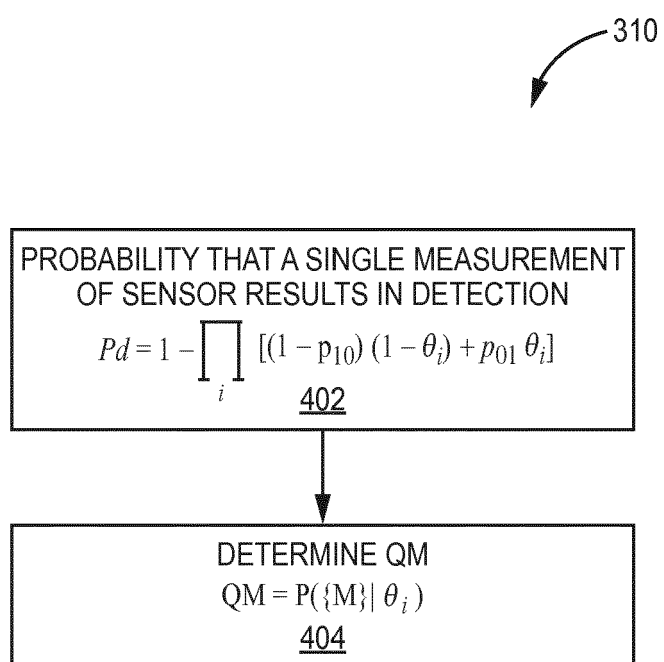 310
PROBABILITY THAT A SINGLE MEASUREMENT
OF SENSOR RESULTS IN DETECTION
Pd = 1 − ∏ᵢ [(1 − p₁₀) (1 − θᵢ) + p₀₁ θᵢ]
402
DETERMINE QM
QM = P({M}| θᵢ)
404